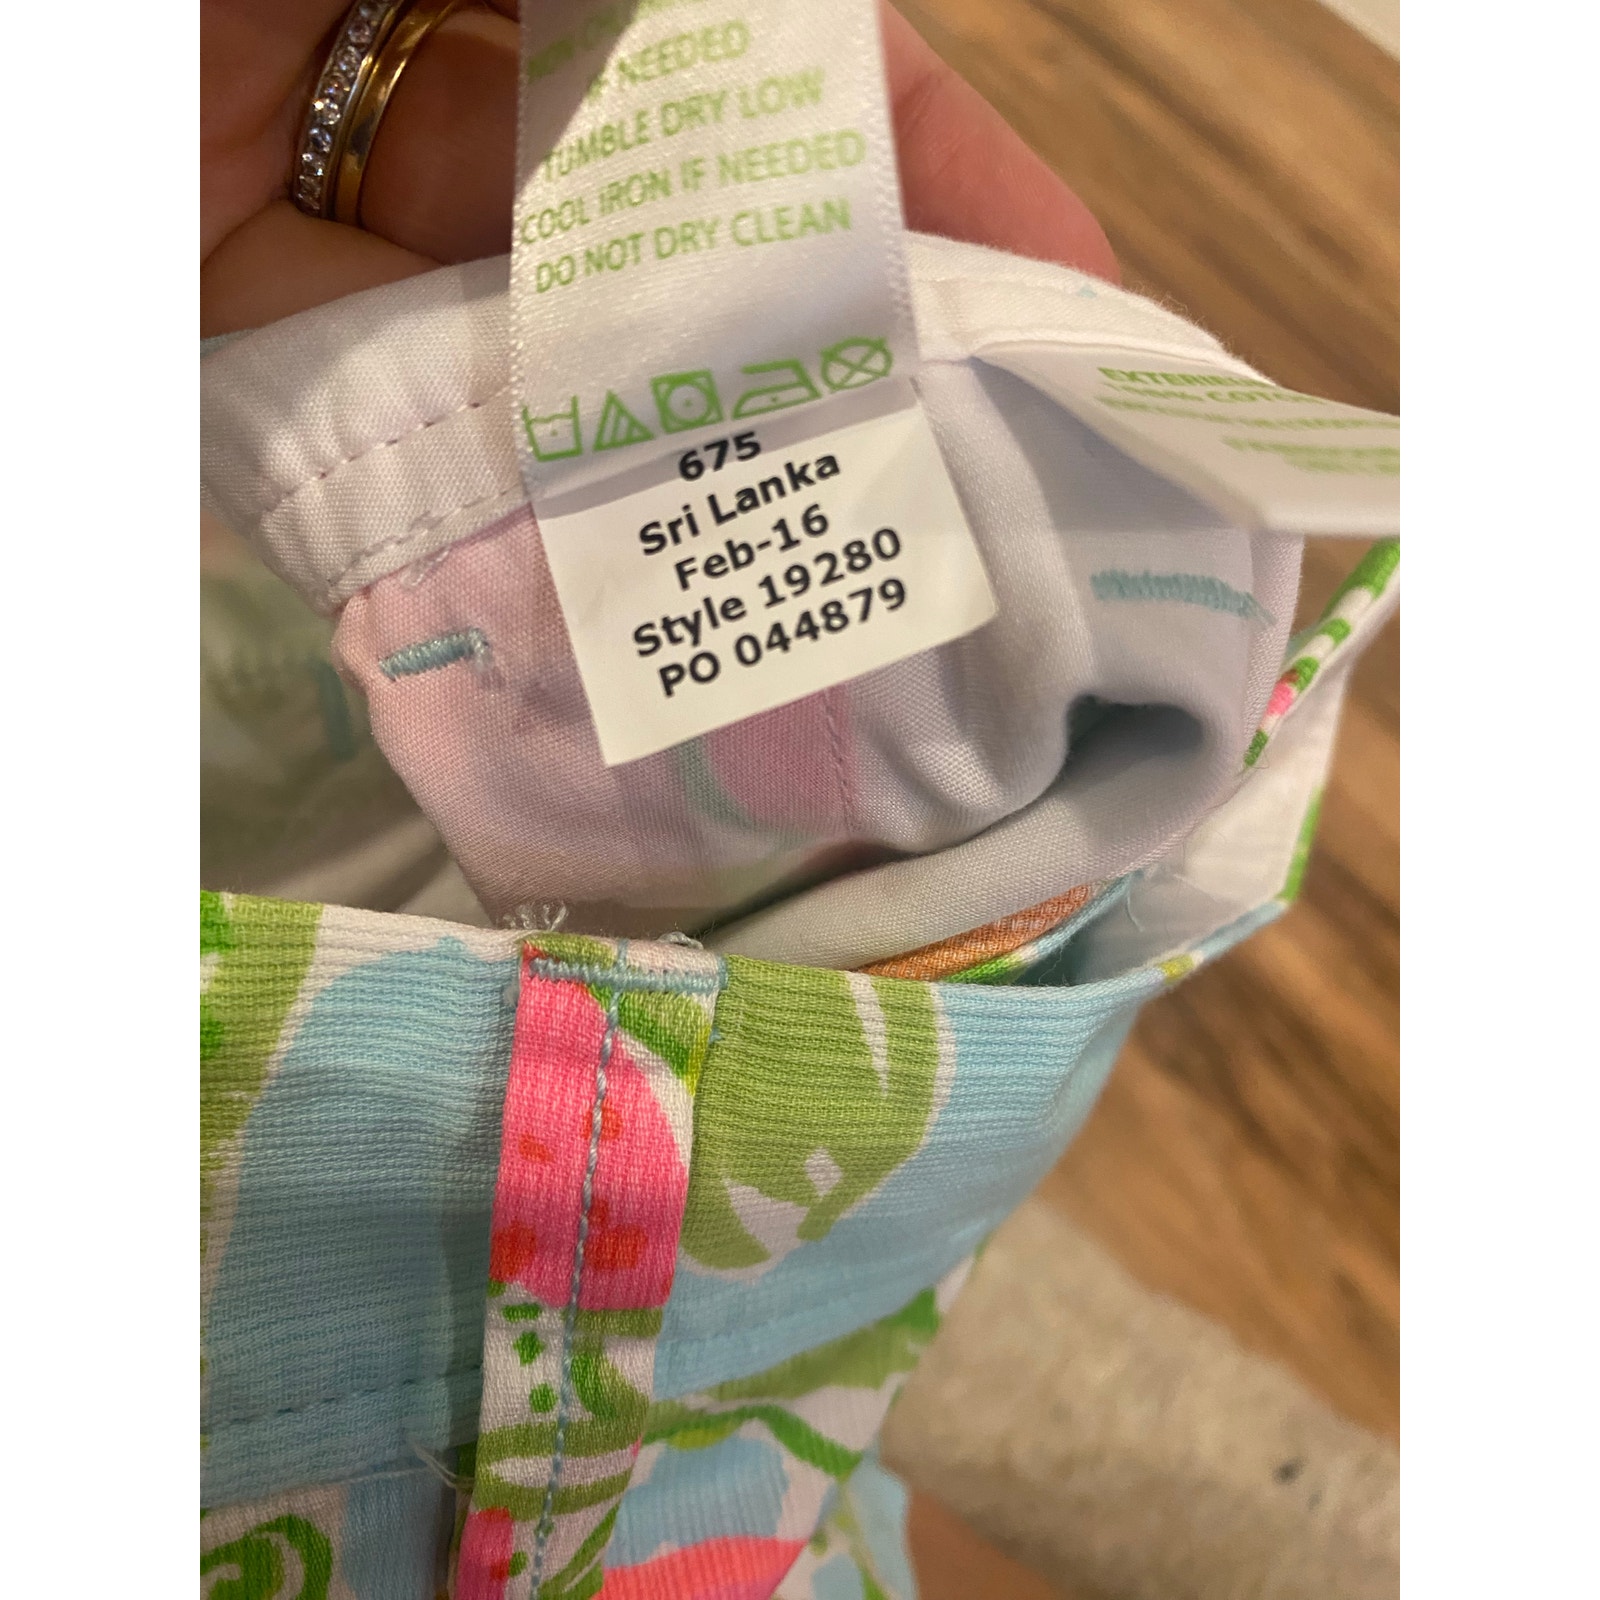 NEEDED
TUMBLE DRY LOW
COOL IRON IF NEEDED
DO NOT DRY CLEAN
675
Sri Lanka
Feb-16
Style 19280
PO 044879